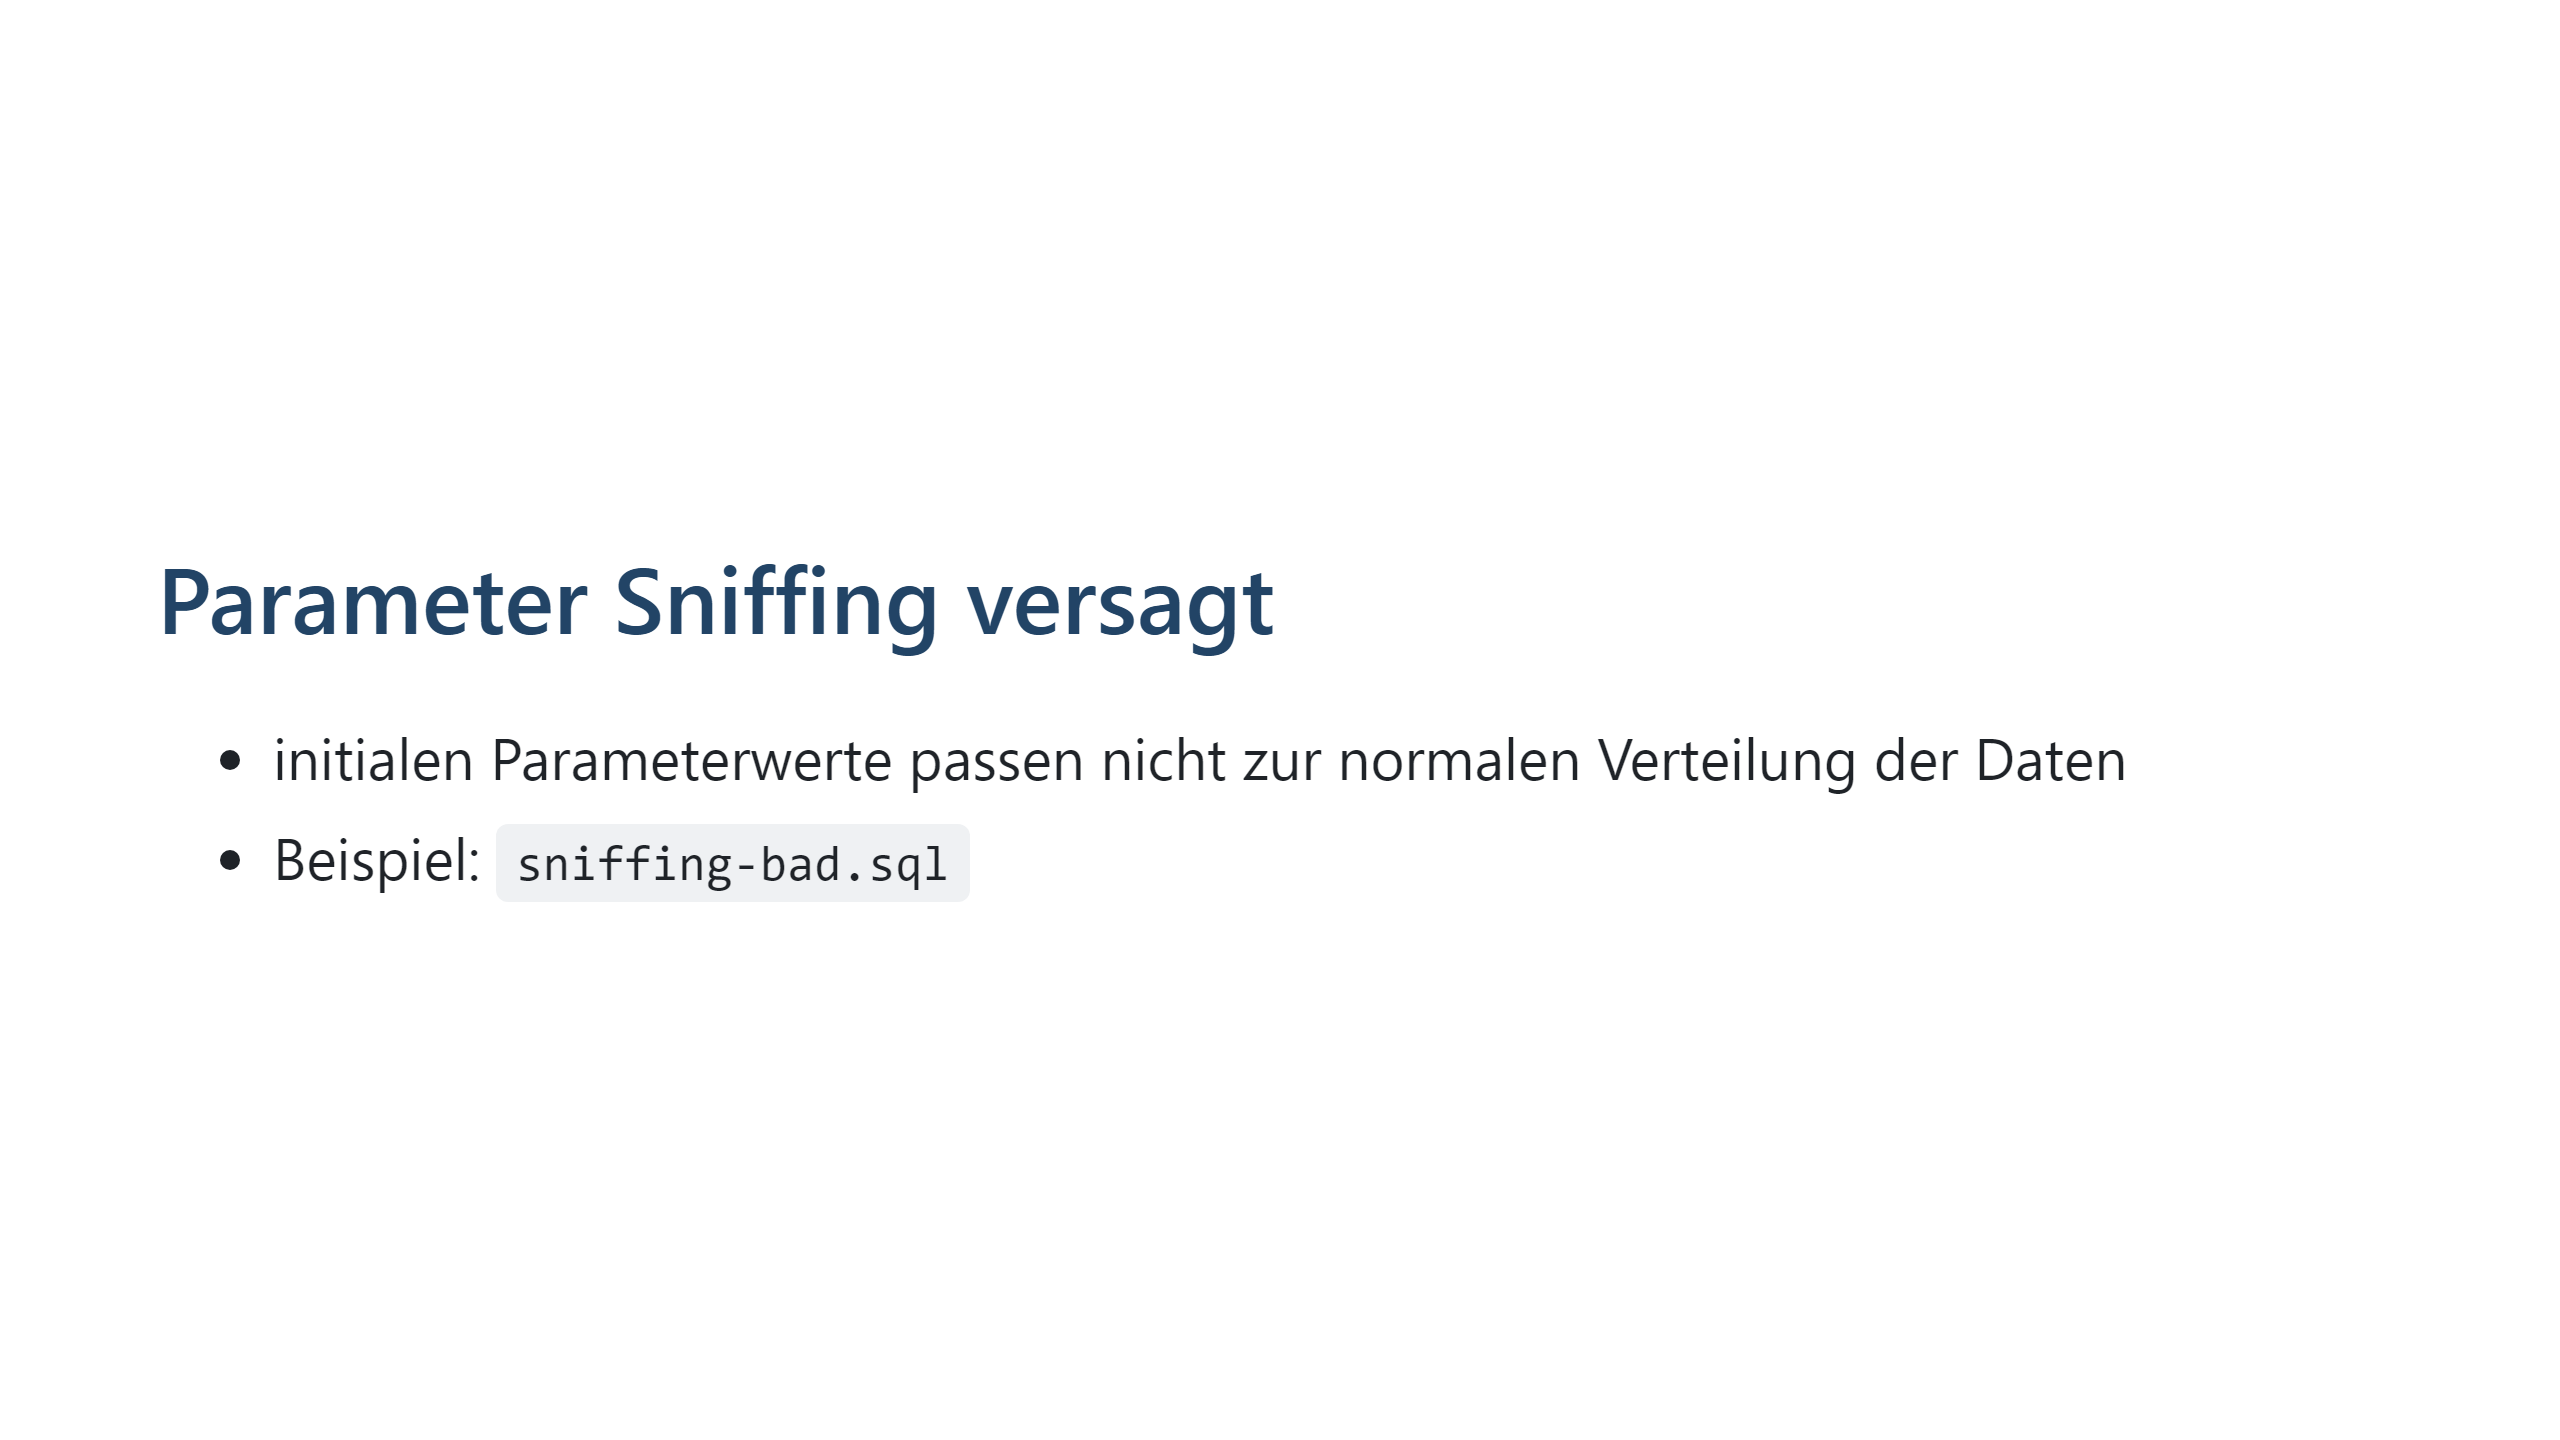 Parameter Sniffing versagt
• initialen Parameterwerte passen nicht zur normalen Verteilung der Daten
• Beispiel: sniffing-bad.sql